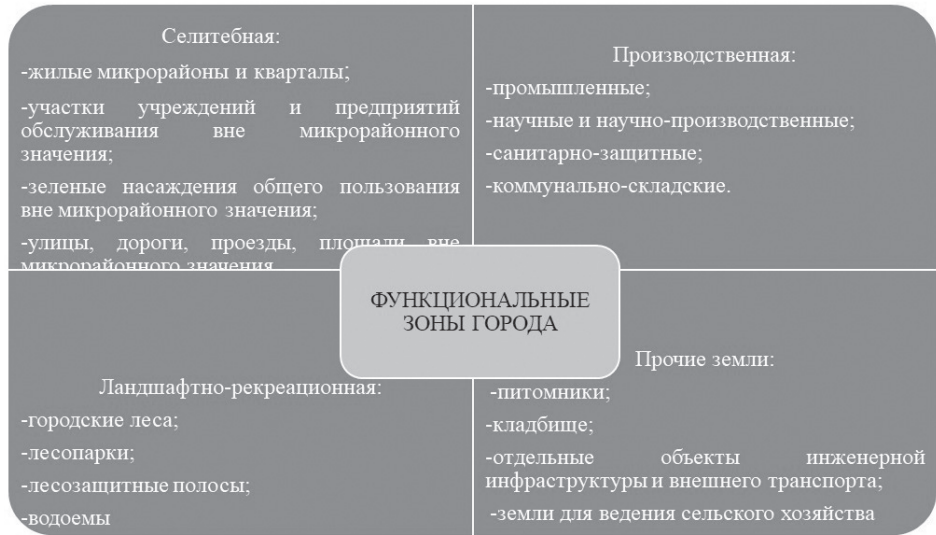 Селитебная:
-жилые микрорайоны и кварталы;
-участки учреждений и предприятий
обслуживания вне микрорайонного
значения;
-зеленые насаждения общего пользования
вне микрорайонного значения;
-улицы, дороги, проезды, площади вне
микрорайонного значения
Производственная:
-промышленные;
-научные и научно-производственные;
-санитарно-защитные;
-коммунально-складские.
ФУНКЦИОНАЛЬНЫЕ
ЗОНЫ ГОРОДА
Ландшафтно-рекреационная:
-городские леса;
-лесопарки;
-лесозащитные полосы;
-водоемы
Прочие земли:
-питомники;
-кладбище;
-отдельные объекты инженерной
инфраструктуры и внешнего транспорта;
-земли для ведения сельского хозяйства